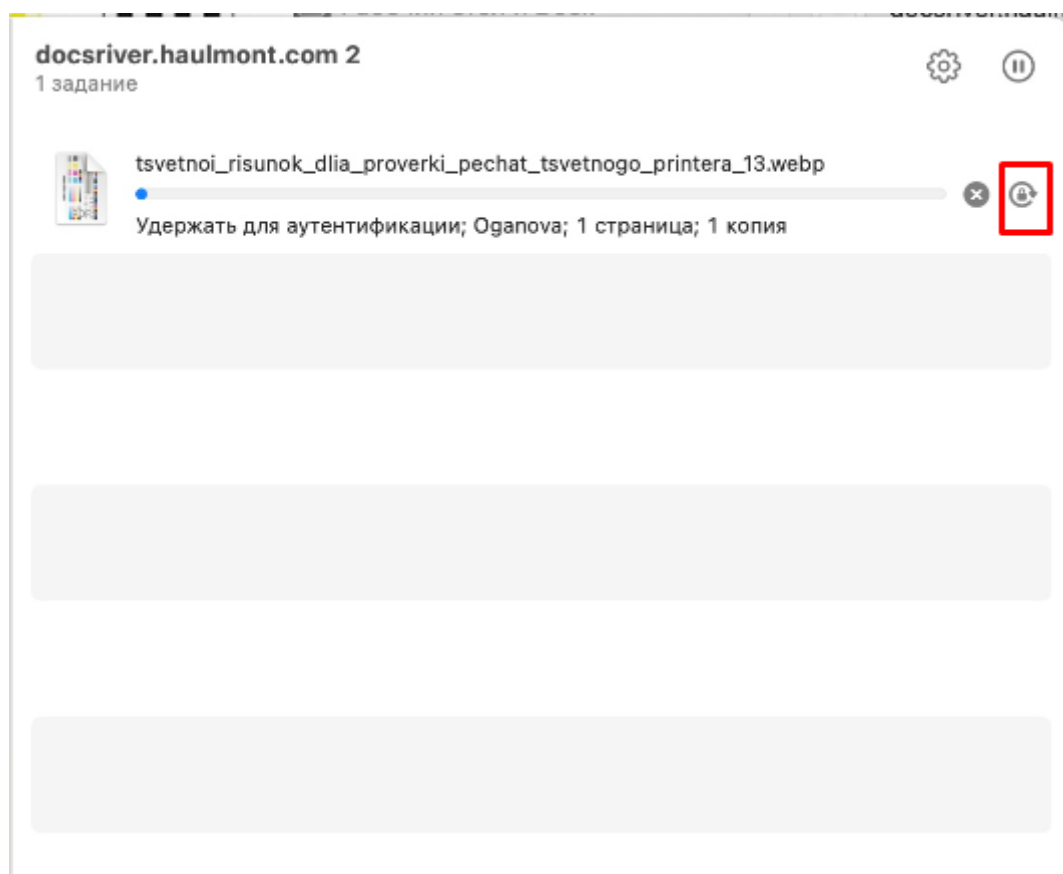 docsriver.haulmont.com 2
1 задание
tsvetnoi_risunok_dlia_proverki_pechat_tsvetnogo_printera_13.webp
Удержать для аутентификации; Oganova; 1 страница; 1 копия